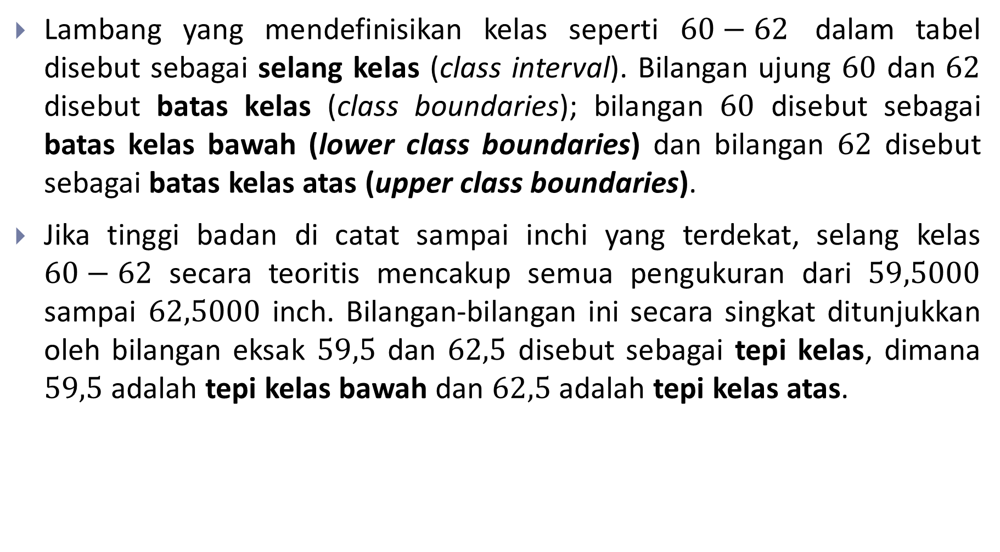 Lambang yang mendefinisikan kelas seperti 60 − 62 dalam tabel
disebut sebagai selang kelas (class interval). Bilangan ujung 60 dan 62
disebut batas kelas (class boundaries); bilangan 60 disebut sebagai
batas kelas bawah (lower class boundaries) dan bilangan 62 disebut
sebagai batas kelas atas (upper class boundaries).
Jika tinggi badan di catat sampai inchi yang terdekat, selang kelas
60 − 62 secara teoritis mencakup semua pengukuran dari 59,5000
sampai 62,5000 inch. Bilangan-bilangan ini secara singkat ditunjukkan
oleh bilangan eksak 59,5 dan 62,5 disebut sebagai tepi kelas, dimana
59,5 adalah tepi kelas bawah dan 62,5 adalah tepi kelas atas.